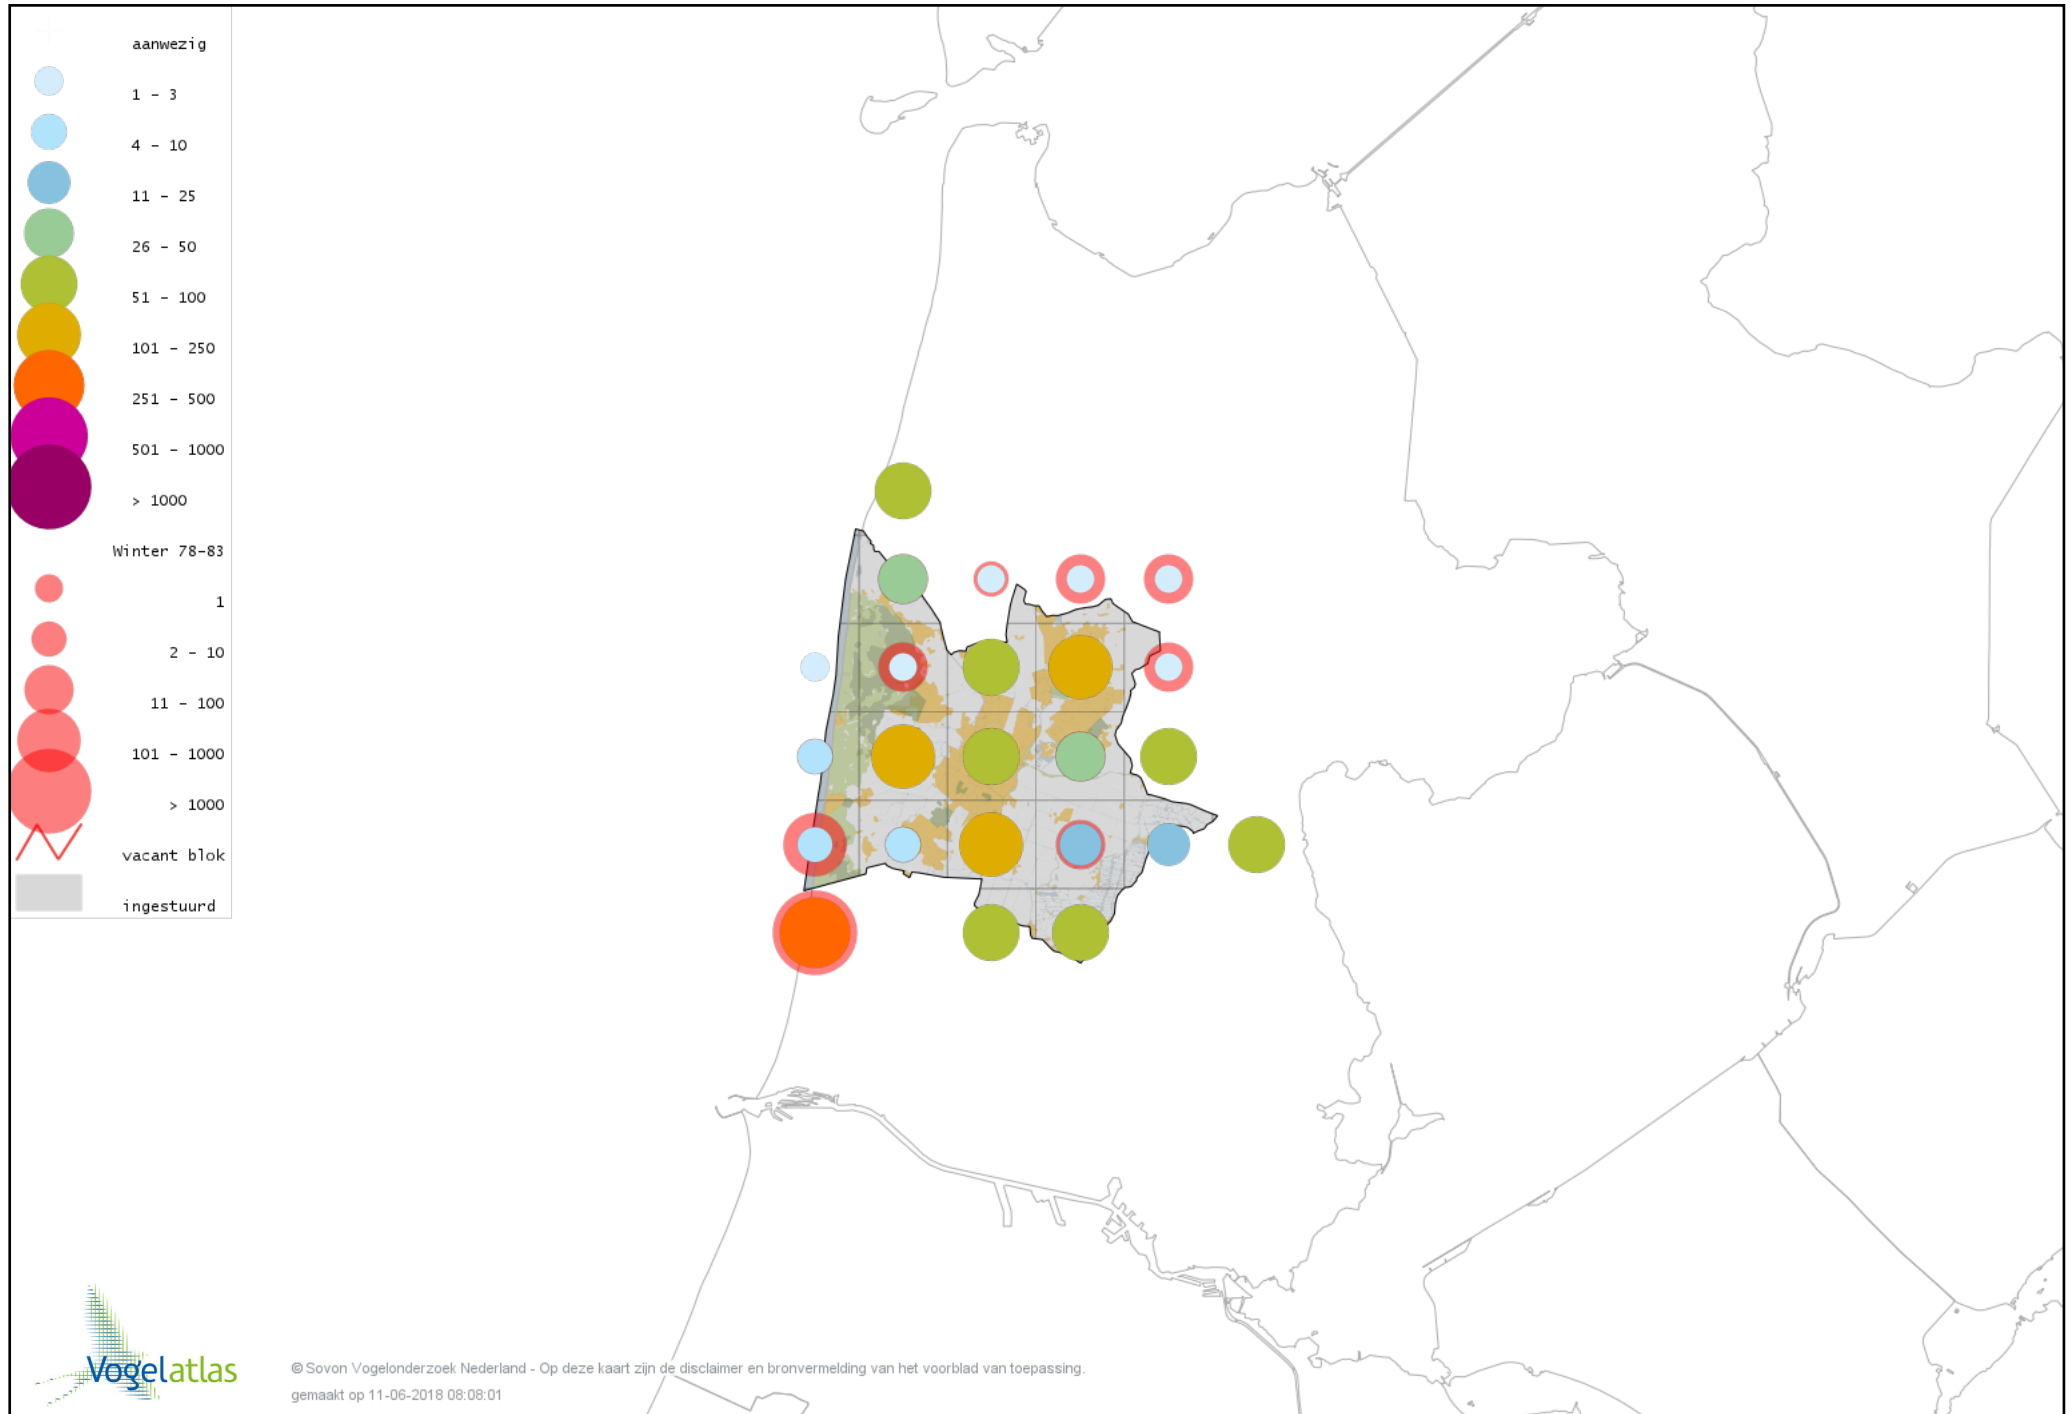 aanwezig
1 – 3
4 – 10
11 – 25
26 – 50
51 – 100
101 – 250
251 – 500
501 – 1000
> 1000
Winter 78-83
1
2 – 10
11 – 100
101 – 1000
> 1000
vacant blok
ingestuurd
Vogelatlas
© Sovon Vogelonderzoek Nederland - Op deze kaart zijn de disclaimer en bronvermelding van het voorblad van toepassing.
gemaakt op 11-06-2018 08:08:01